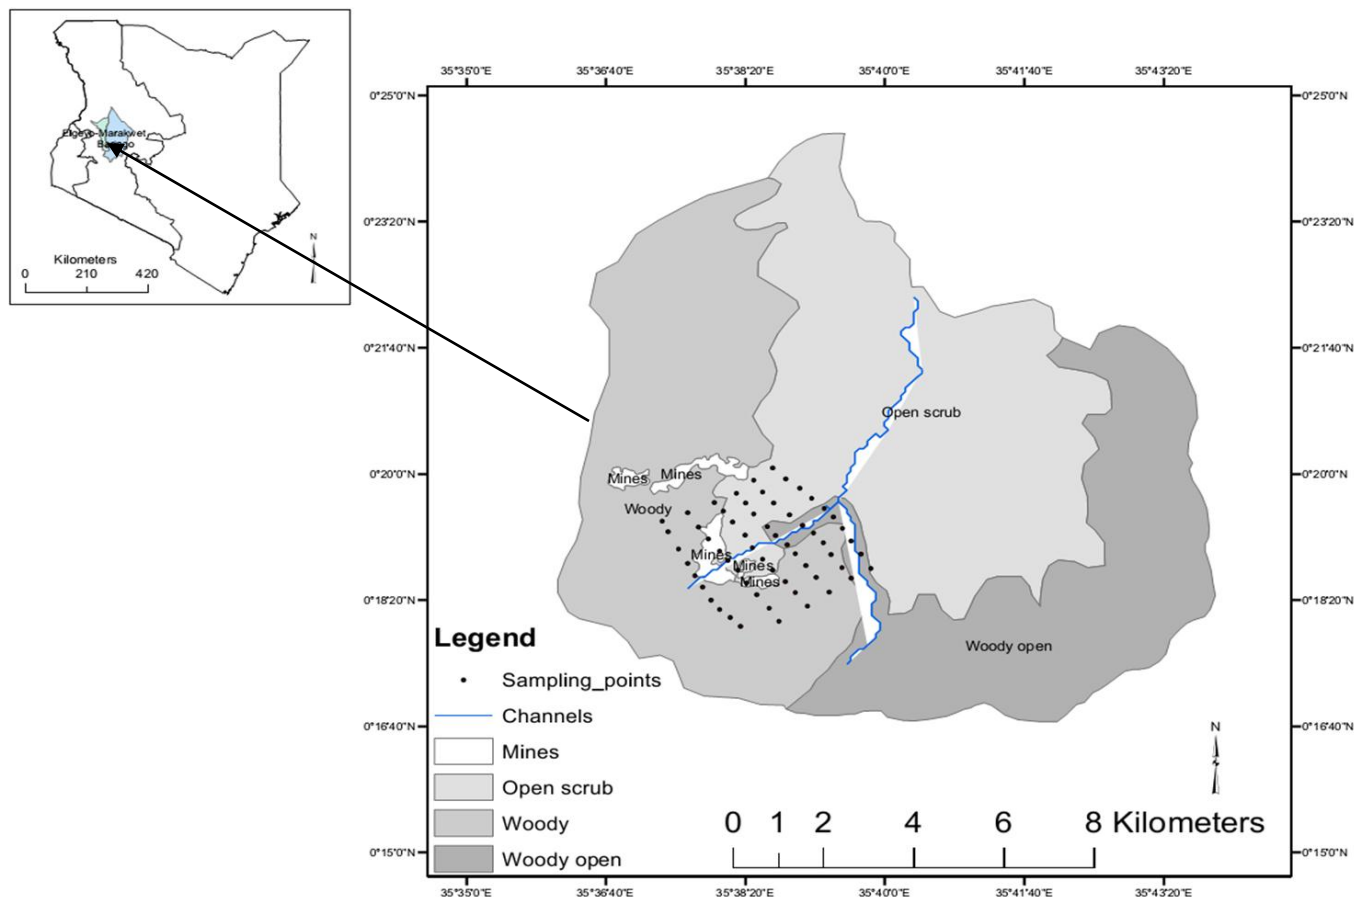 Elgeyo-Marakwet
Baringo
N
Kilometers
0 210 420
35°35'0"E 35°36'40"E 35°38'20"E 35°40'0"E 35°41'40"E 35°43'20"E
0°25'0"N 0°25'0"N
0°23'20"N 0°23'20"N
0°21'40"N 0°21'40"N
Open scrub
0°20'0"N 0°20'0"N
Mines Mines
Woody
Mines
Mines
Mines
0°18'20"N 0°18'20"N
Woody open
Legend
Sampling_points
Channels
Mines
Open scrub
Woody
Woody open
0°16'40"N 0°16'40"N
N
0 1 2 4 6 8 Kilometers
0°15'0"N 0°15'0"N
35°35'0"E 35°36'40"E 35°38'20"E 35°40'0"E 35°41'40"E 35°43'20"E